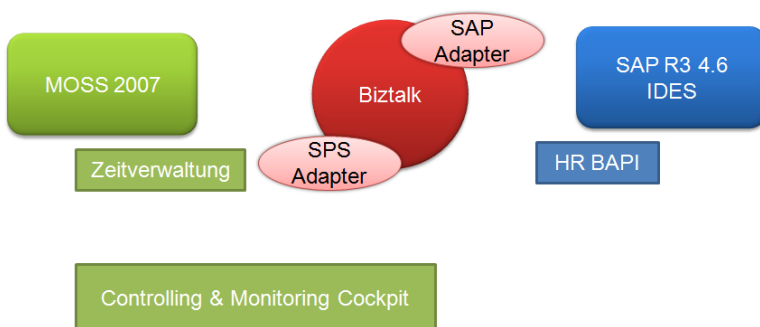 MOSS 2007
Biztalk
SAP
Adapter
SAP R3 4.6
IDES
Zeitverwaltung
SPS
Adapter
HR BAPI
Controlling & Monitoring Cockpit